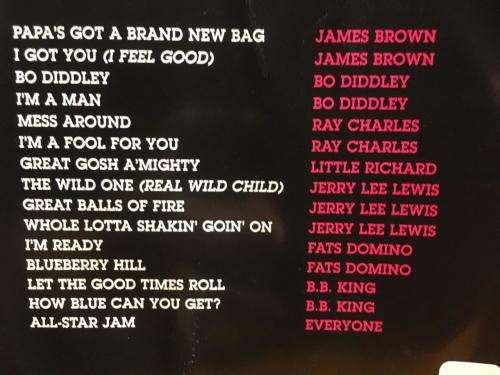 PAPA'S GOT A BRAND NEW BAG JAMES BROWN
I GOT YOU (I FEEL GOOD) JAMES BROWN
BO DIDDLEY BO DIDDLEY
I'M A MAN BO DIDDLEY
MESS AROUND RAY CHARLES
I'M A FOOL FOR YOU RAY CHARLES
GREAT GOSH A'MIGHTY LITTLE RICHARD
THE WILD ONE (REAL WILD CHILD) JERRY LEE LEWIS
GREAT BALLS OF FIRE JERRY LEE LEWIS
WHOLE LOTTA SHAKIN' GOIN' ON JERRY LEE LEWIS
I'M READY FATS DOMINO
BLUEBERRY HILL FATS DOMINO
LET THE GOOD TIMES ROLL B.B. KING
HOW BLUE CAN YOU GET? B.B. KING
ALL-STAR JAM EVERYONE